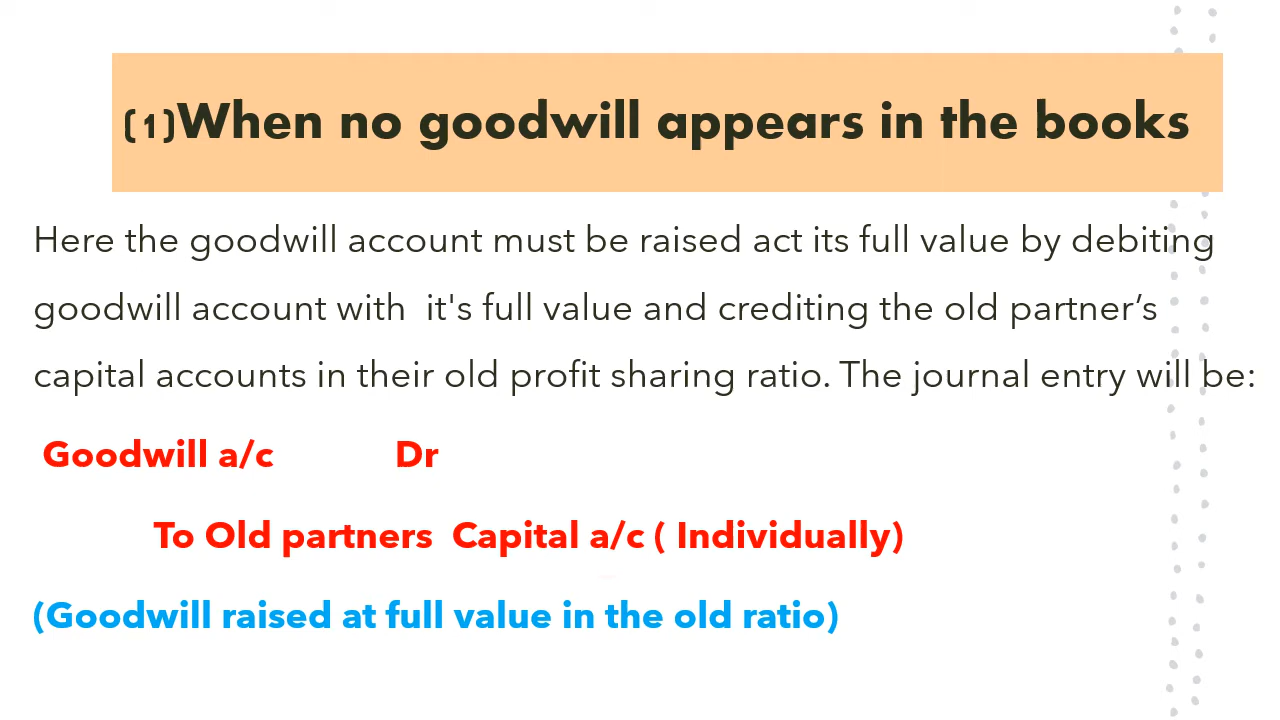 (1)When no goodwill appears in the books
Here the goodwill account must be raised act its full value by debiting
goodwill account with it's full value and crediting the old partner’s
capital accounts in their old profit sharing ratio. The journal entry will be:
Goodwill a/c Dr
To Old partners Capital a/c ( Individually)
(Goodwill raised at full value in the old ratio)